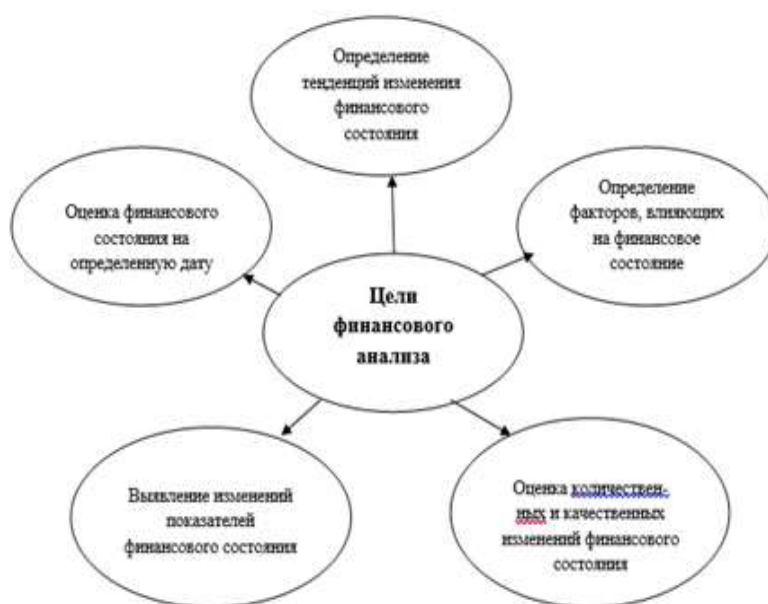 Определение
тенденций изменения
финансового
состояния
Оценка финансового
состояния на
определенную дату
Определение
факторов, влияющих
на финансовое
состояние
Цели
финансового
анализа
Выявление изменений
показателей
финансового состояния
Оценка количествен-
ных и качественных
изменений финансового
состояния